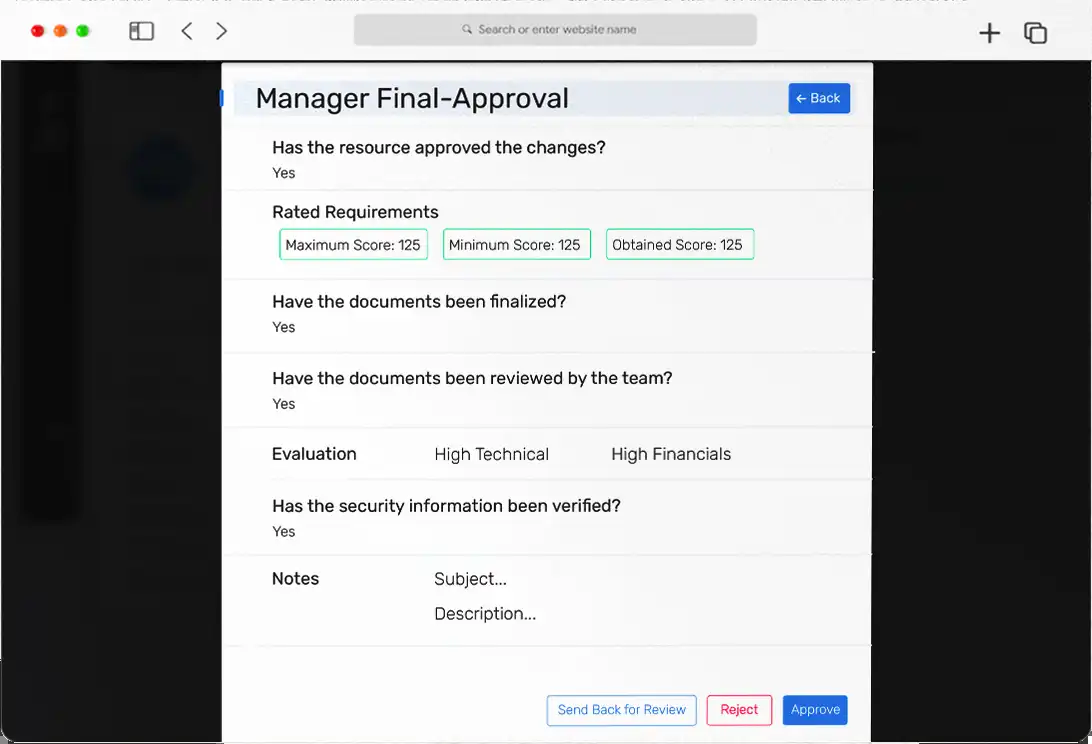 Search or enter website name
Manager Final-Approval
← Back
Has the resource approved the changes?
Yes
Rated Requirements
Maximum Score: 125 Minimum Score: 125 Obtained Score: 125
Have the documents been finalized?
Yes
Have the documents been reviewed by the team?
Yes
Evaluation High Technical High Financials
Has the security information been verified?
Yes
Notes Subject...
Description...
Send Back for Review Reject Approve